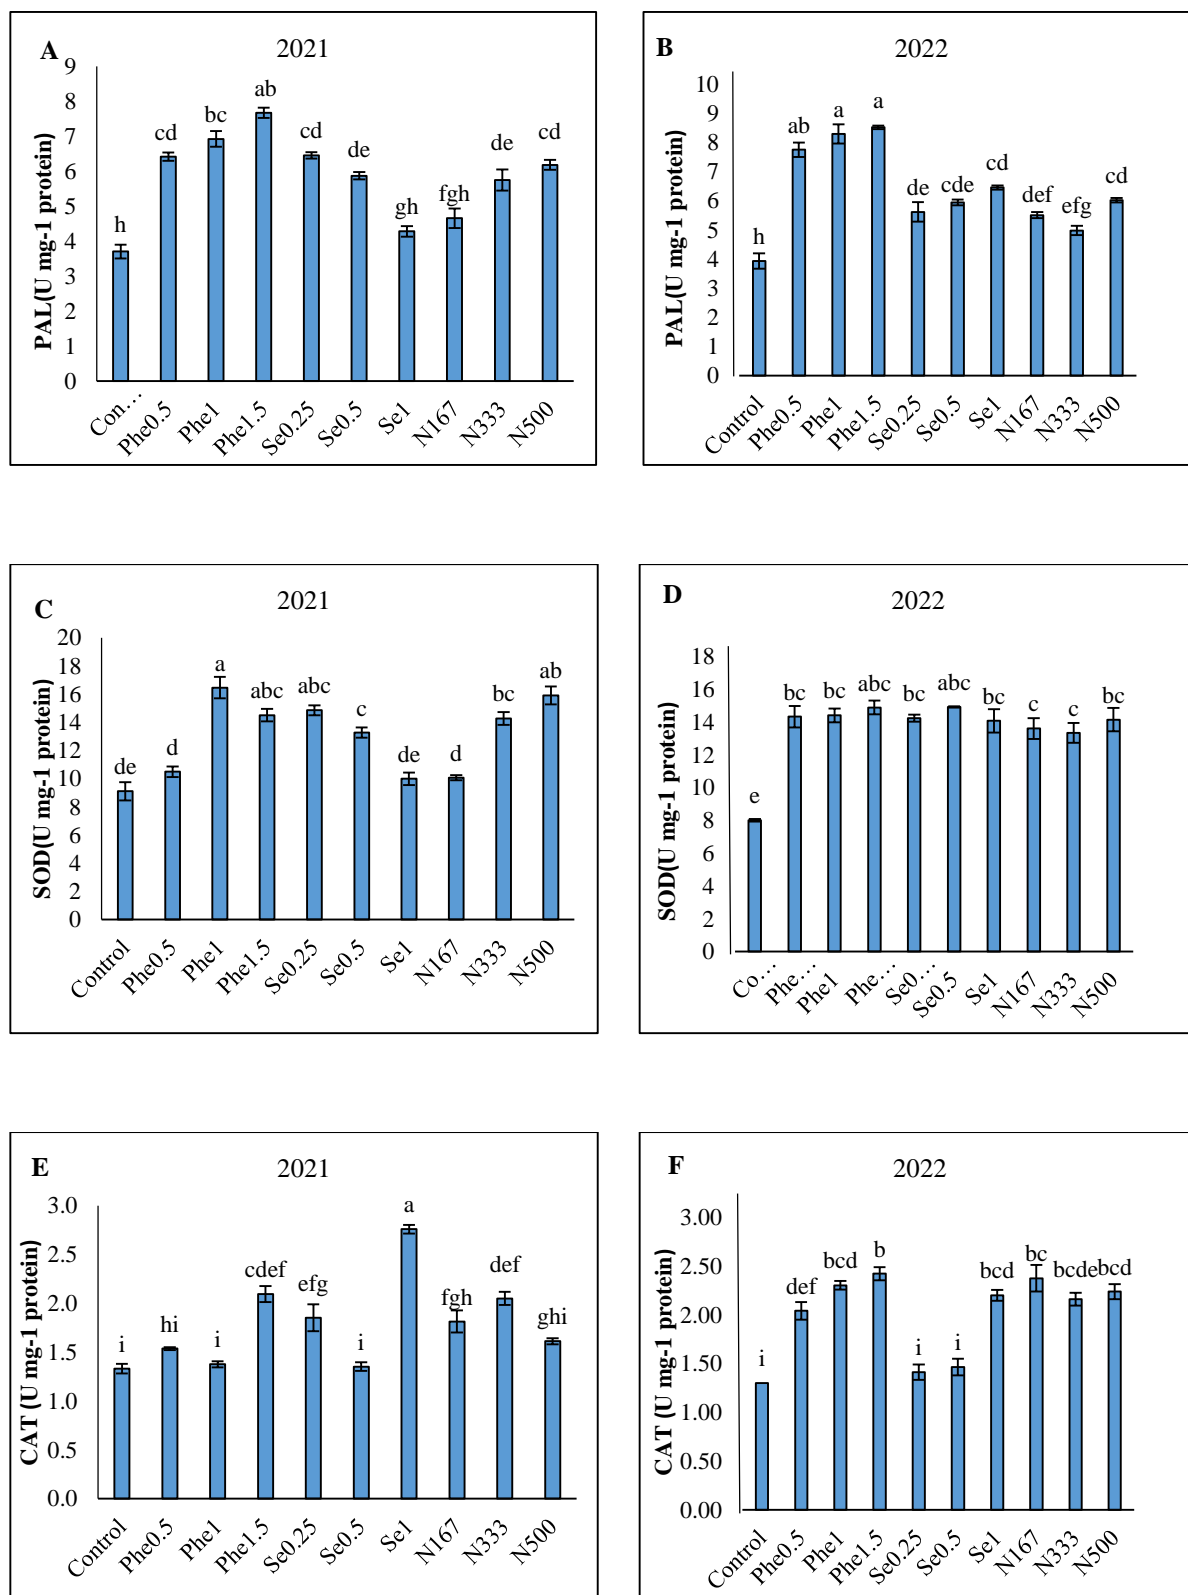 A
2021
PAL(U mg-1 protein)
9
8
7
6
5
4
3
2
1
0
h
cd
bc
ab
cd
de
gh
fgh
de
cd
Con…
Phe0.5
Phe1
Phe1.5
Se0.25
Se0.5
Se1
N167
N333
N500
B
2022
PAL(U mg-1 protein)
10
9
8
7
6
5
4
3
2
1
0
h
ab
a
a
de
cde
cd
def
efg
cd
Control
Phe0.5
Phe1
Phe1.5
Se0.25
Se0.5
Se1
N167
N333
N500
C
2021
SOD(U mg-1 protein)
20
18
16
14
12
10
8
6
4
2
0
de
d
a
abc
abc
c
de
d
bc
ab
Control
Phe0.5
Phe1
Phe1.5
Se0.25
Se0.5
Se1
N167
N333
N500
D
2022
SOD(U mg-1 protein)
18
16
14
12
10
8
6
4
2
0
e
bc
bc
abc
bc
abc
bc
c
c
bc
Co…
Phe…
Phe1
Phe…
Se0…
Se0.5
Se1
N167
N333
N500
E
2021
CAT (U mg-1 protein)
3.0
2.5
2.0
1.5
1.0
0.5
0.0
i
hi
i
cdef
efg
i
a
fgh
def
ghi
Control
Phe0.5
Phe1
Phe1.5
Se0.25
Se0.5
Se1
N167
N333
N500
F
2022
CAT (U mg-1 protein)
3.00
2.50
2.00
1.50
1.00
0.50
0.00
i
def
bcd
b
i
i
bcd
bc
bcde
bcd
Control
Phe0.5
Phe1
Phe1.5
Se0.25
Se0.5
Se1
N167
N333
N500